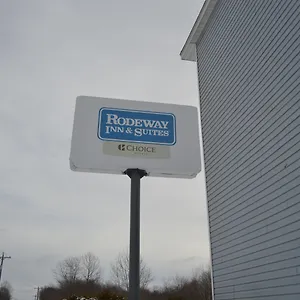 RODEWAY
INN & SUITES
CHOICE